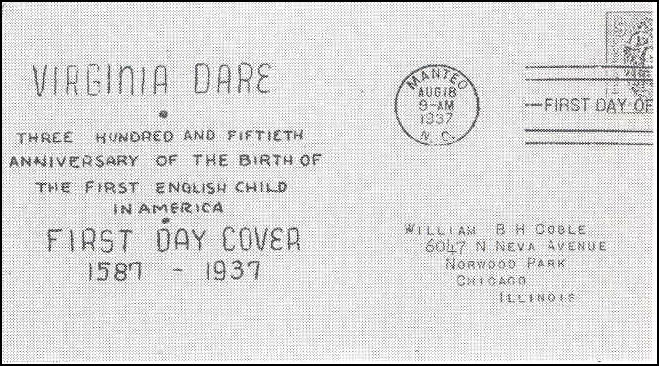 VIRGINIA DARE
THREE HUNDRED AND FIFTIETH
ANNIVERSARY OF THE BIRTH OF
THE FIRST ENGLISH CHILD
IN AMERICA
FIRST DAY COVER
1587 - 1937
MANTEO
AUG 18
9-AM
1937
N.C.
FIRST DAY OF
WILLIAM B H COBLE
6047 N NEVA AVENUE
NORWOOD PARK
CHICAGO
ILLINOIS